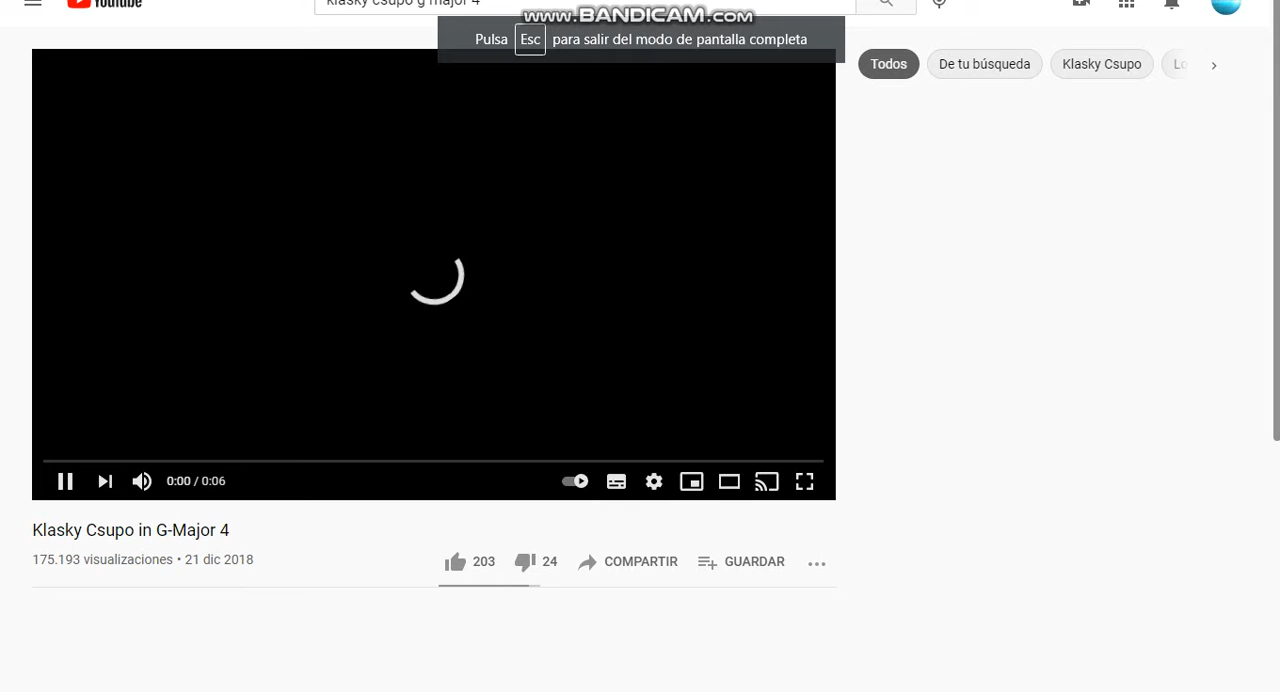 YouTube
klasky csupo g major 4
www.BANDICAM.com
Pulsa Esc para salir del modo de pantalla completa
Todos De tu búsqueda Klasky Csupo Lo
0:00 / 0:06
Klasky Csupo in G-Major 4
175.193 visualizaciones • 21 dic 2018
203 24 COMPARTIR GUARDAR